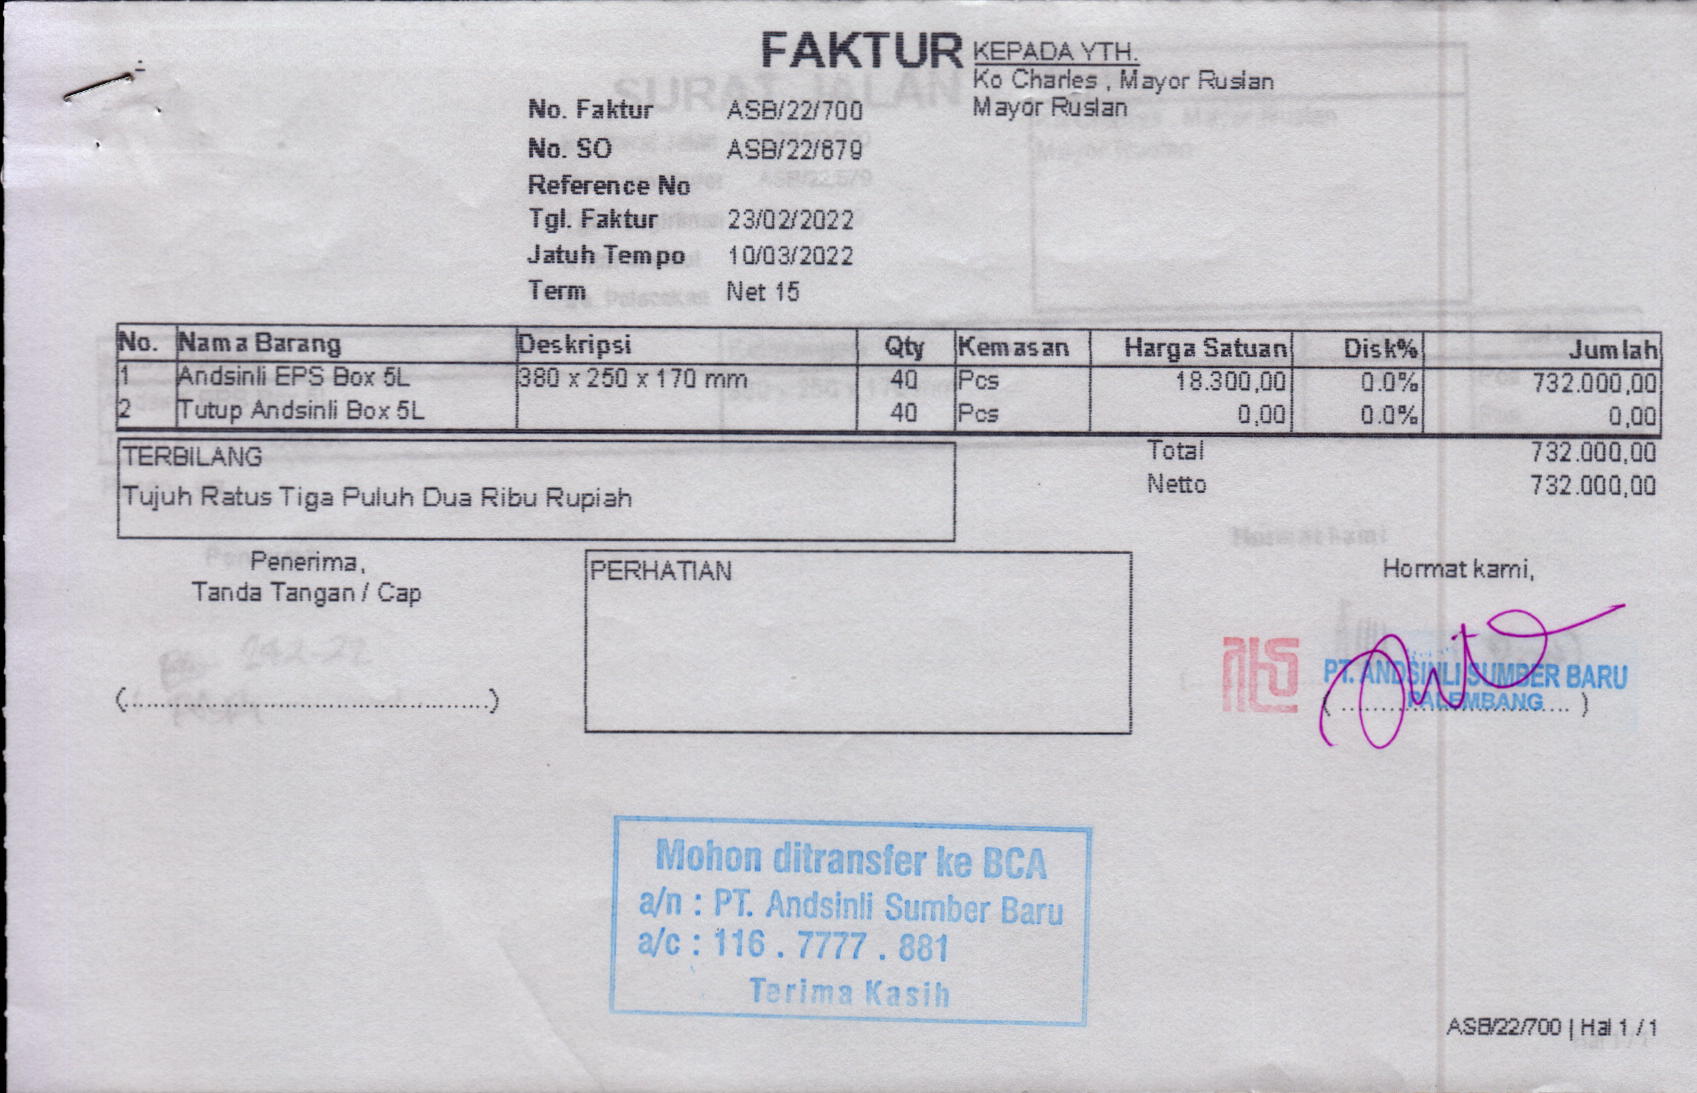 FAKTUR
KEPADA YTH.
Ko Charles , Mayor Ruslan
Mayor Ruslan
No. Faktur ASB/22/700
No. SO ASB/22/679
Reference No
Tgl. Faktur 23/02/2022
Jatuh Tempo 10/03/2022
Term Net 15
No. Nama Barang Deskripsi Qty Kemasan Harga Satuan Disk% Jumlah
1 Andsinli EPS Box 5L 380 x 250 x 170 mm 40 Pcs 18.300,00 0.0% 732.000,00
2 Tutup Andsinli Box 5L 40 Pcs 0,00 0.0% 0,00
TERBILANG
Tujuh Ratus Tiga Puluh Dua Ribu Rupiah
Total 732.000,00
Netto 732.000,00
Penerima,
Tanda Tangan / Cap
(..................................................)
PERHATIAN
Hormat kami,
PT. ANDSINLI SUMBER BARU
PALEMBANG
Mohon ditransfer ke BCA
a/n : PT. Andsinli Sumber Baru
a/c : 116 . 7777 . 881
Terima Kasih
ASB/22/700 | Hal 1 / 1